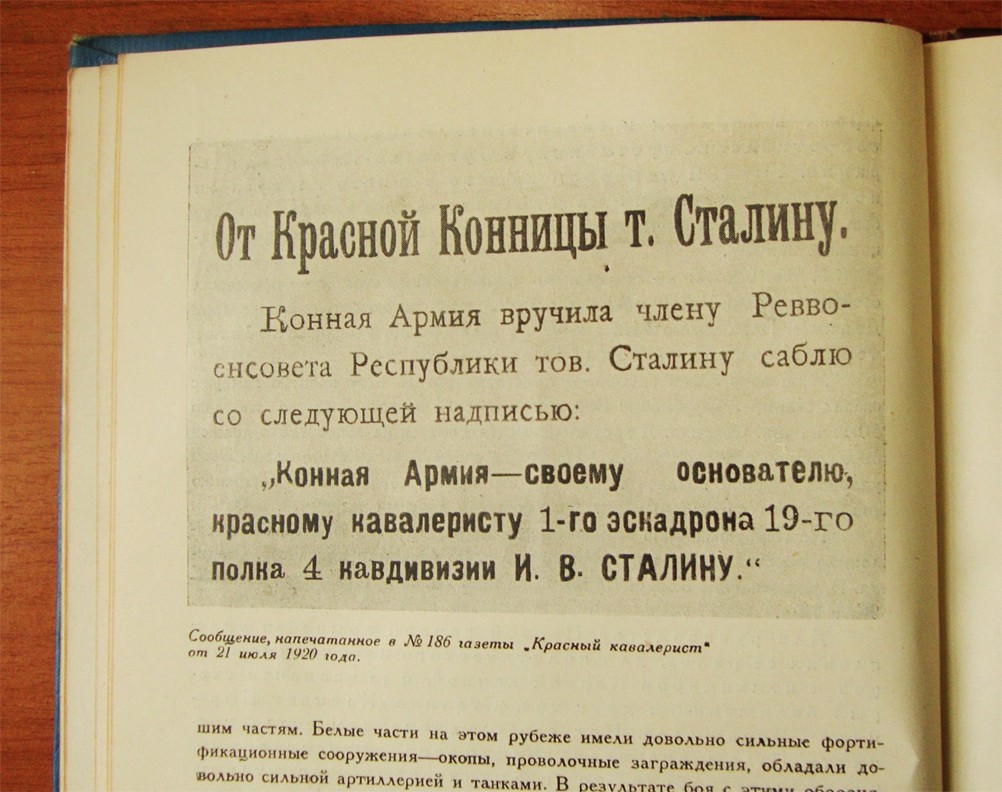 От Красной Конницы т. Сталину.
Конная Армия вручила члену Реввo-
енсовета Республики тов. Сталину саблю
со следующей надписью:
„Конная Армия—своему основателю,
красному кавалеристу 1-го эскадрона 19-го
полка 4 кавдивизии И. В. СТАЛИНУ.“
Сообщение, напечатанное в № 186 газеты „Красный кавалерист“
от 21 июля 1920 года.
шим частям. Белые части на этом рубеже имели довольно сильные форти-
фикационные сооружения—окопы, проволочные заграждения, обладали до-
вольно сильной артиллерией и танками. В результате боя с этими